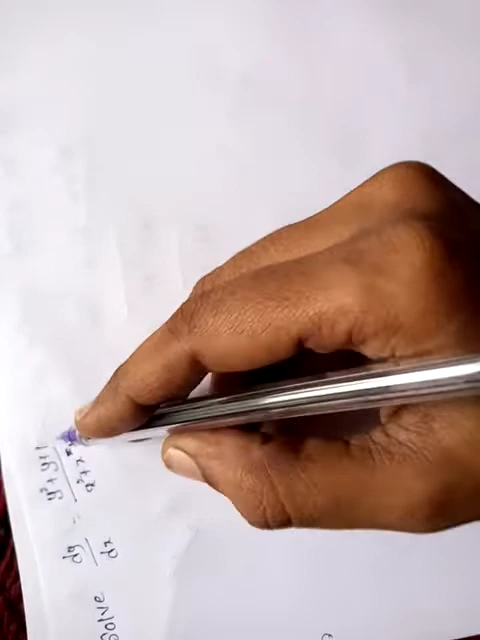 Solve dy/dx = y²+y+1/x²+x